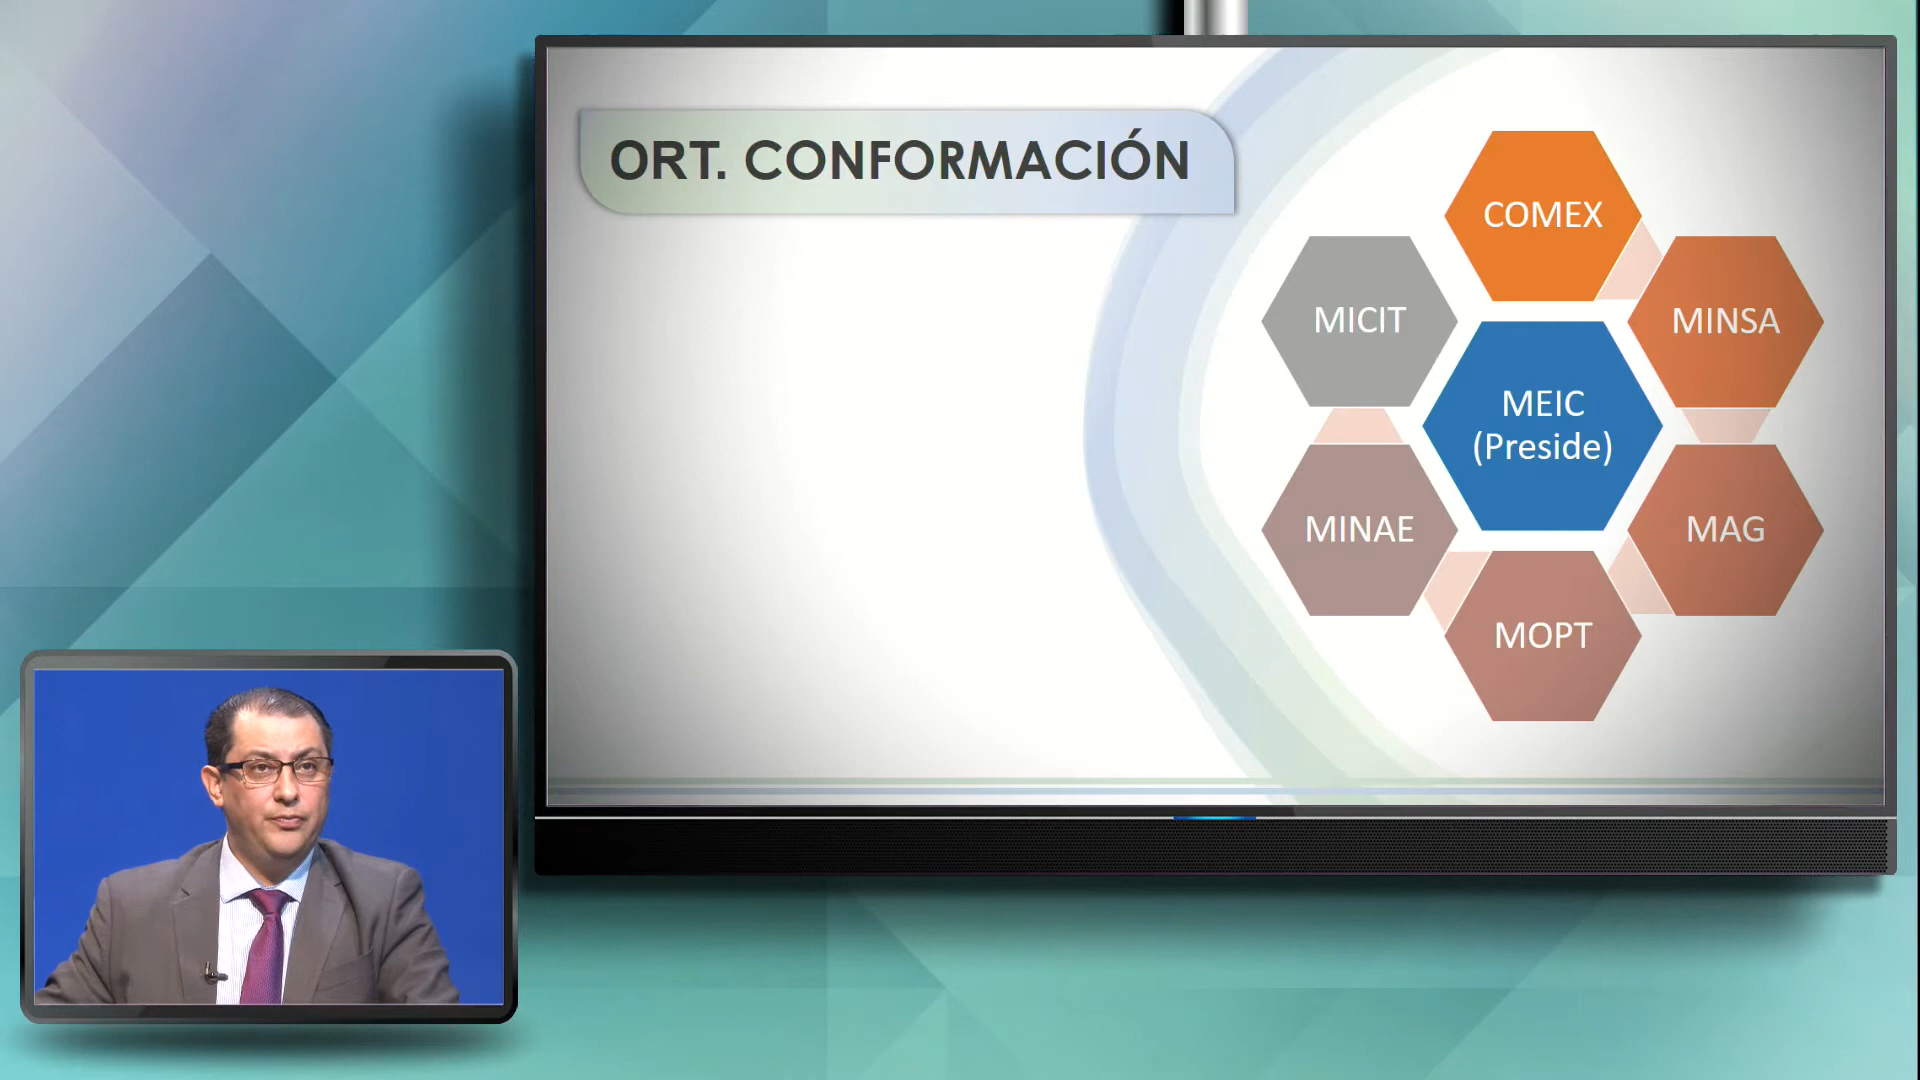 ORT. CONFORMACIÓN
COMEX
MICIT
MINSA
MEIC
(Preside)
MINAE
MAG
MOPT